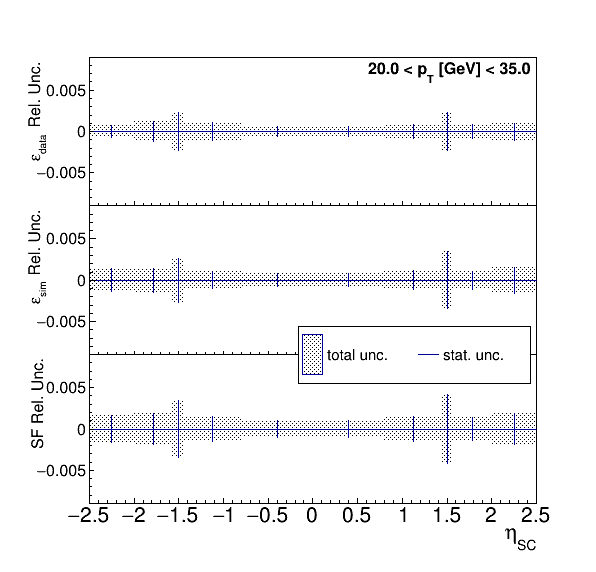 20.0 < p_T [GeV] < 35.0
ε_data Rel. Unc.
0.005
0
−0.005
ε_sim Rel. Unc.
0.005
0
−0.005
total unc.
stat. unc.
SF Rel. Unc.
0.005
0
−0.005
−2.5 −2 −1.5 −1 −0.5 0 0.5 1 1.5 2 2.5
η_SC